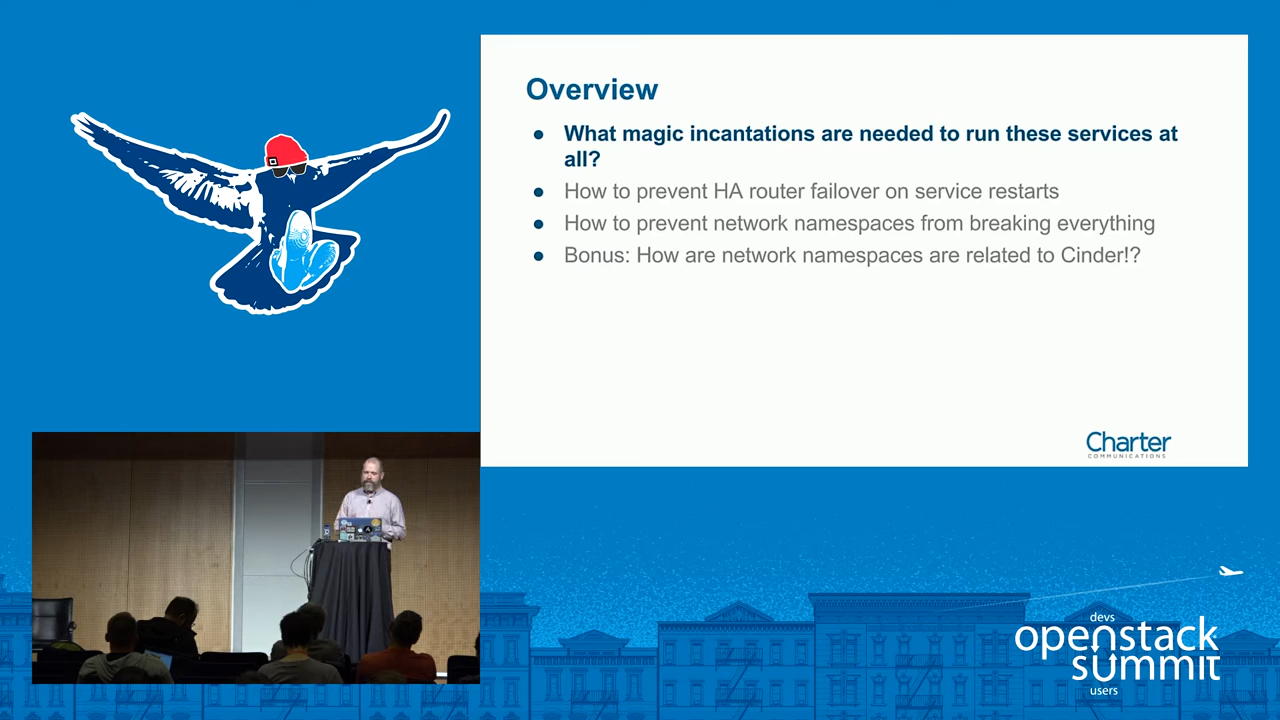 Overview
● What magic incantations are needed to run these services at
all?
● How to prevent HA router failover on service restarts
● How to prevent network namespaces from breaking everything
● Bonus: How are network namespaces are related to Cinder!?
Charter
COMMUNICATIONS
devs
openstack
summit
users